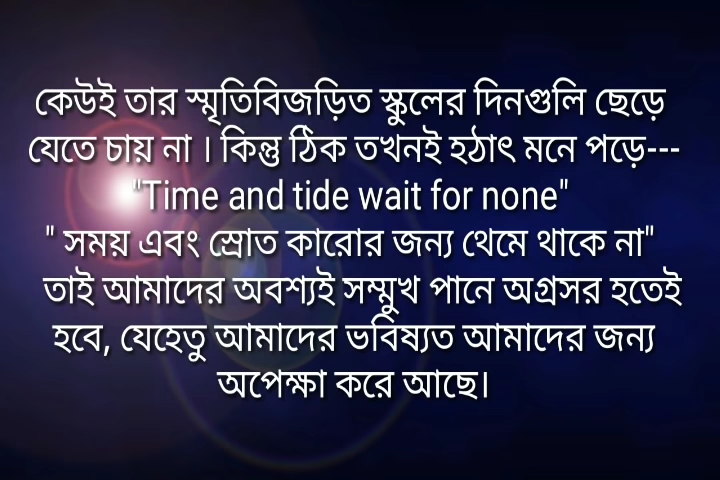 কেউই তার স্মৃতিবিজড়িত স্কুলের দিনগুলি ছেড়ে
যেতে চায় না । কিন্তু ঠিক তখনই হঠাৎ মনে পড়ে---
"Time and tide wait for none"
" সময় এবং স্রোত কারোর জন্য থেমে থাকে না"
তাই আমাদের অবশ্যই সম্মুখ পানে অগ্রসর হতেই
হবে, যেহেতু আমাদের ভবিষ্যত আমাদের জন্য
অপেক্ষা করে আছে।